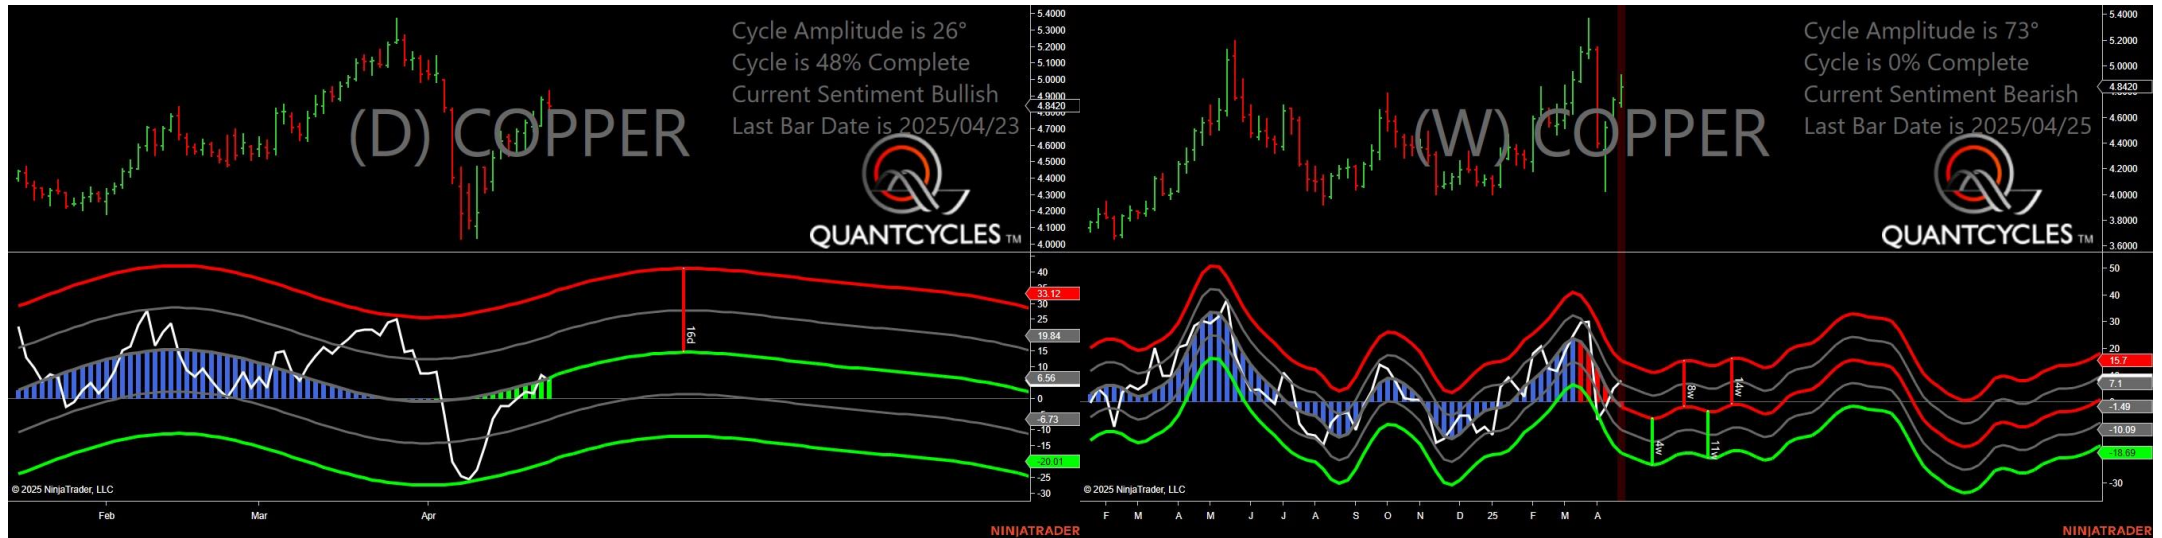 Cycle Amplitude is 26°
Cycle is 48% Complete
Current Sentiment Bullish
Last Bar Date is 2025/04/23
(D) COPPER
QUANTCYCLES TM
5.4000
5.3000
5.2000
5.1000
5.0000
4.9000
4.8420
4.7000
4.6000
4.5000
4.4000
4.3000
4.2000
4.1000
4.0000
16d
40
33.12
30
25
19.84
15
10
6.56
0
-6.73
-10
-15
-20.01
-25
-30
© 2025 NinjaTrader, LLC
Feb Mar Apr
NINJATRADER
Cycle Amplitude is 73°
Cycle is 0% Complete
Current Sentiment Bearish
Last Bar Date is 2025/04/25
(W) COPPER
QUANTCYCLES TM
5.4000
5.2000
5.0000
4.8420
4.6000
4.4000
4.2000
4.0000
3.8000
3.6000
8w
14w
4w
11w
50
40
30
20
15.7
7.1
-1.49
-10.09
-18.69
-30
© 2025 NinjaTrader, LLC
F M A M J J A S O N D 25 F M A
NINJATRADER